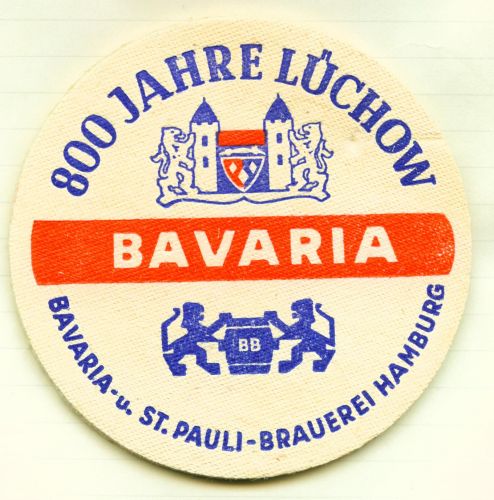 800 JAHRE LÜCHOW
BAVARIA
BB
BAVARIA- u. ST. PAULI-BRAUEREI HAMBURG